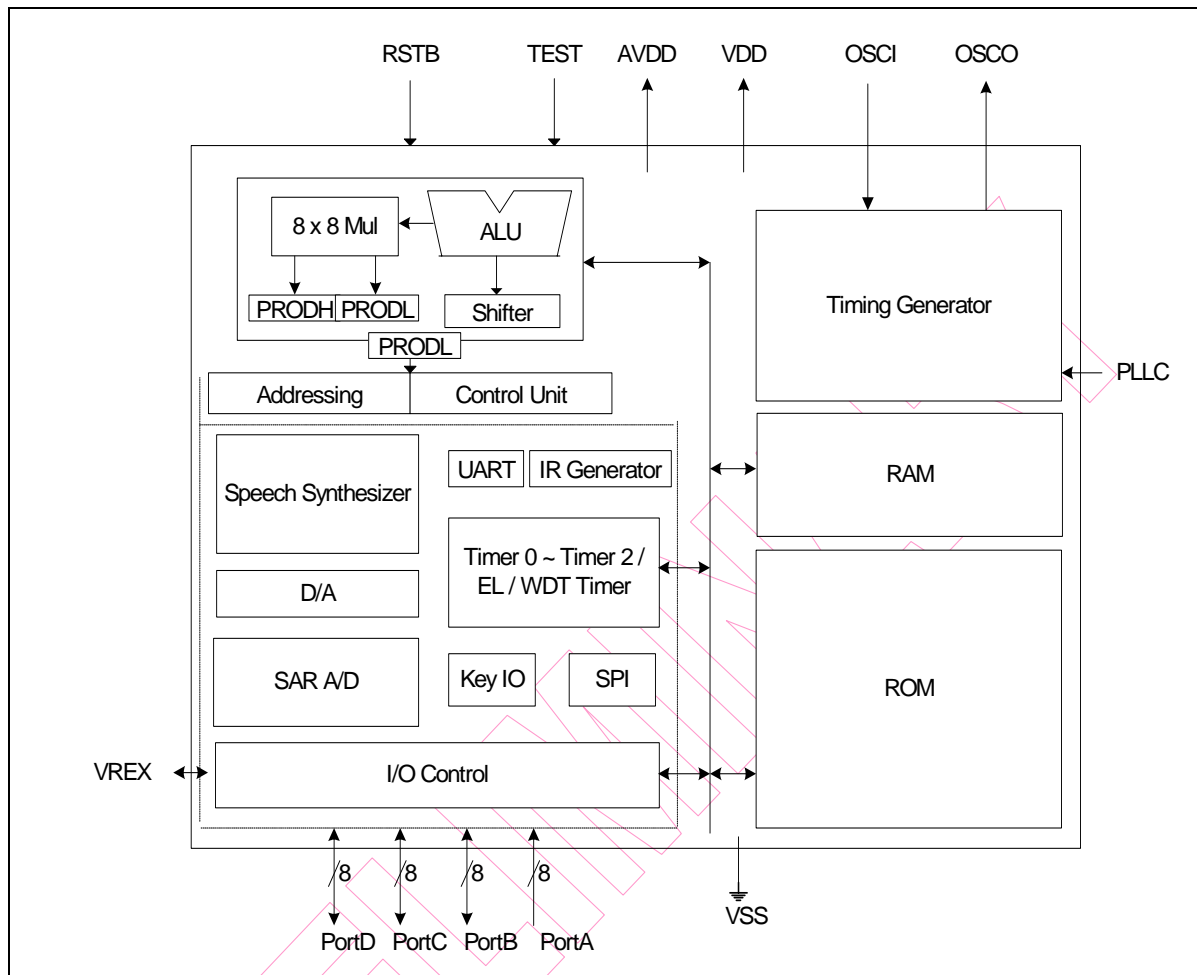 RSTB TEST AVDD VDD OSCI OSCO
8 x 8 Mul
ALU
PRODH PRODL
Shifter
PRODL
Addressing
Control Unit
Timing Generator
PLLC
Speech Synthesizer
UART
IR Generator
RAM
Timer 0 ~ Timer 2 /
EL / WDT Timer
D/A
SAR A/D
Key IO
SPI
ROM
VREX
I/O Control
8 8 8 8
PortD PortC PortB PortA
VSS